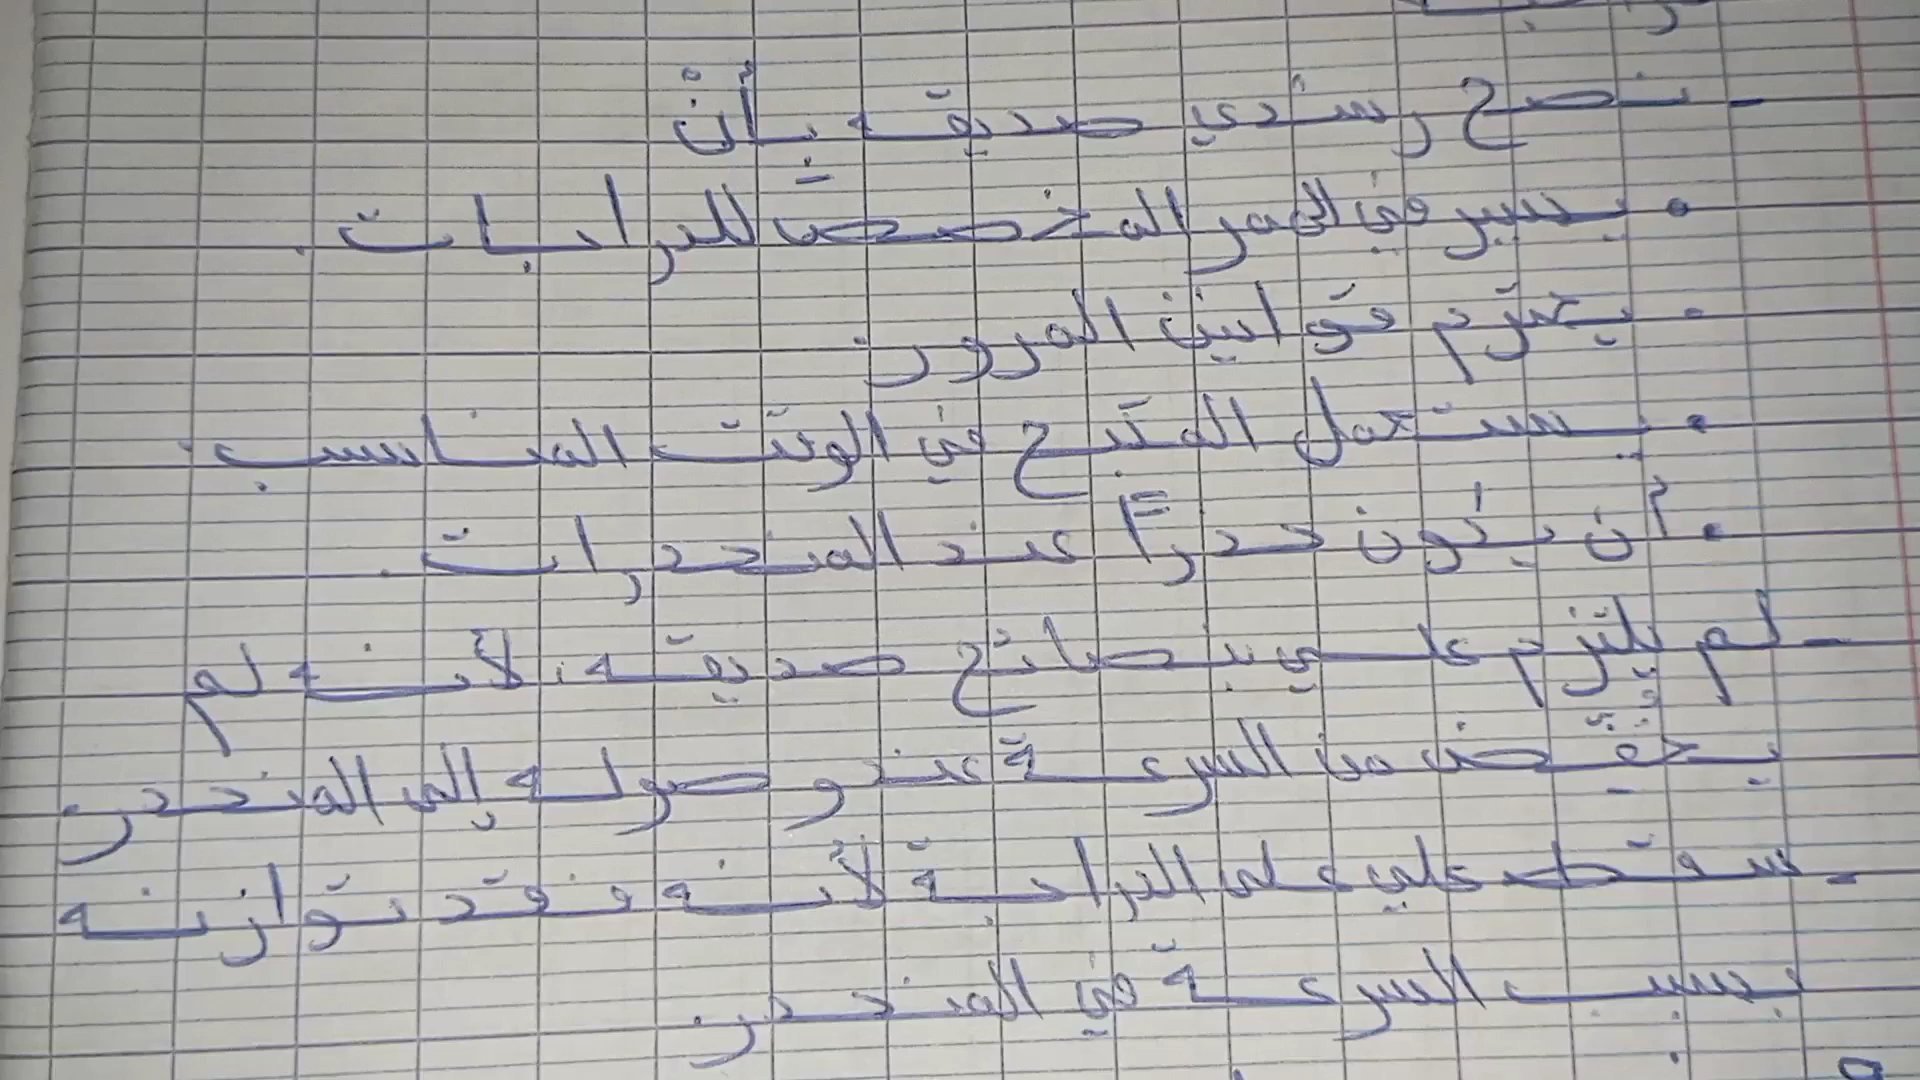 - نصح رشدي صديقه بأن
• يسير في الممر المخصص للدراجات.
• يحترم قوانين المرور.
• يستعمل المكبح في الوقت المناسب.
• أن يكون حذرا عند المنحدرات.
- لم يلتزم علي بنصائح صديقه، لأنه لم
يخفض من السرعة عند وصوله إلى المنحدر.
- سقط علي على الدراجة لأنه فقد توازنه
بسبب السرعة في المنحدر.